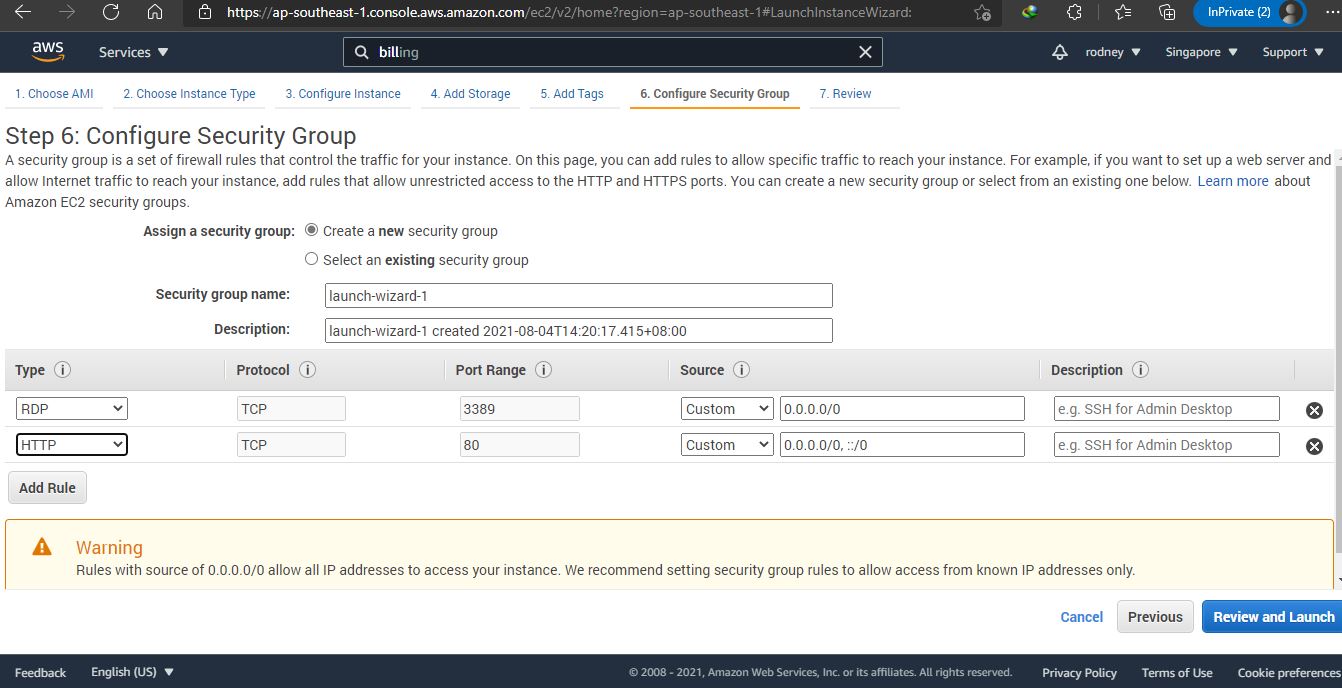 https://ap-southeast-1.console.aws.amazon.com/ec2/v2/home?region=ap-southeast-1#LaunchInstanceWizard:
InPrivate (2)
aws Services billing rodney Singapore Support
1. Choose AMI 2. Choose Instance Type 3. Configure Instance 4. Add Storage 5. Add Tags 6. Configure Security Group 7. Review
Step 6: Configure Security Group
A security group is a set of firewall rules that control the traffic for your instance. On this page, you can add rules to allow specific traffic to reach your instance. For example, if you want to set up a web server and
allow Internet traffic to reach your instance, add rules that allow unrestricted access to the HTTP and HTTPS ports. You can create a new security group or select from an existing one below. Learn more about
Amazon EC2 security groups.
Assign a security group: Create a new security group
Select an existing security group
Security group name: launch-wizard-1
Description: launch-wizard-1 created 2021-08-04T14:20:17.415+08:00
Type i Protocol i Port Range i Source i Description i
RDP TCP 3389 Custom 0.0.0.0/0 e.g. SSH for Admin Desktop
HTTP TCP 80 Custom 0.0.0.0/0, ::/0 e.g. SSH for Admin Desktop
Add Rule
Warning
Rules with source of 0.0.0.0/0 allow all IP addresses to access your instance. We recommend setting security group rules to allow access from known IP addresses only.
Cancel Previous Review and Launch
Feedback English (US) © 2008 - 2021, Amazon Web Services, Inc. or its affiliates. All rights reserved. Privacy Policy Terms of Use Cookie preferences